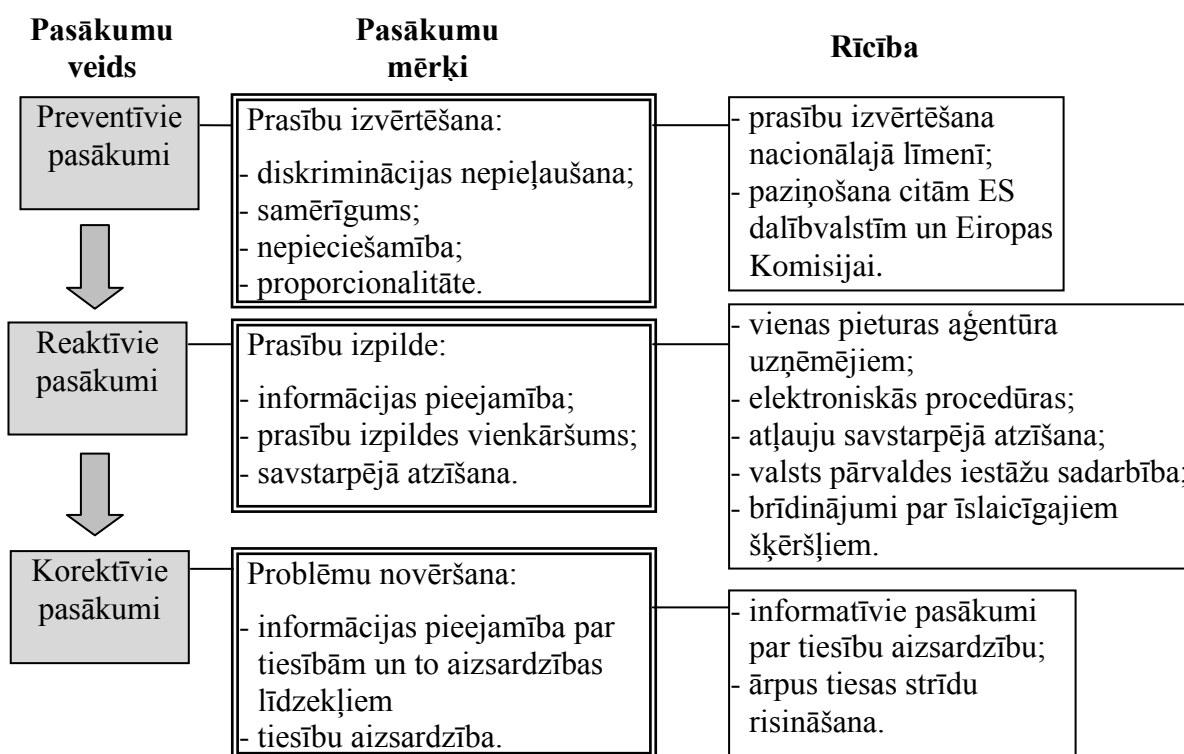 Pasākumu
veids
Pasākumu
mērķi
Rīcība
Preventīvie
pasākumi
Prasību izvērtēšana:
- diskriminācijas nepieļaušana;
- samērīgums;
- nepieciešamība;
- proporcionalitāte.
- prasību izvērtēšana
nacionālajā līmenī;
- paziņošana citām ES
dalībvalstīm un Eiropas
Komisijai.
Reaktīvie
pasākumi
Prasību izpilde:
- informācijas pieejamība;
- prasību izpildes vienkāršums;
- savstarpējā atzīšana.
- vienas pieturas aģentūra
uzņēmējiem;
- elektroniskās procedūras;
- atļauju savstarpējā atzīšana;
- valsts pārvaldes iestāžu sadarbība;
- brīdinājumi par īslaicīgajiem
šķēršļiem.
Korektīvie
pasākumi
Problēmu novēršana:
- informācijas pieejamība par
tiesībām un to aizsardzības
līdzekļiem
- tiesību aizsardzība.
- informatīvie pasākumi
par tiesību aizsardzību;
- ārpus tiesas strīdu
risināšana.